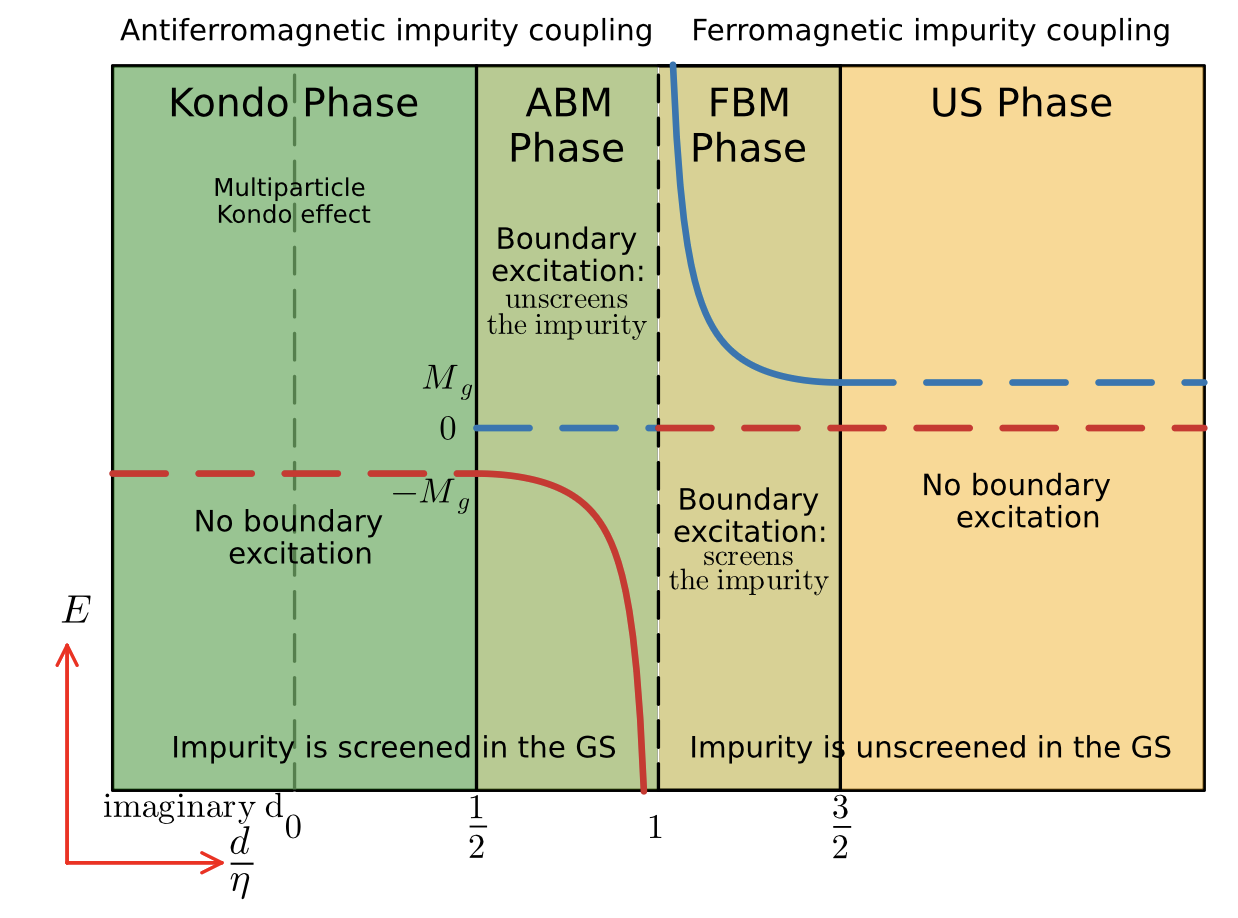 Antiferromagnetic impurity coupling
Ferromagnetic impurity coupling
Kondo Phase
ABM
Phase
FBM
Phase
US Phase
Multiparticle
Kondo effect
Boundary
excitation:
unscreens
the impurity
M_g
0
−M_g
No boundary
excitation
Boundary
excitation:
screens
the impurity
No boundary
excitation
E
Impurity is screened in the GS
Impurity is unscreened in the GS
imaginary d
0
1/2
1
3/2
d/η